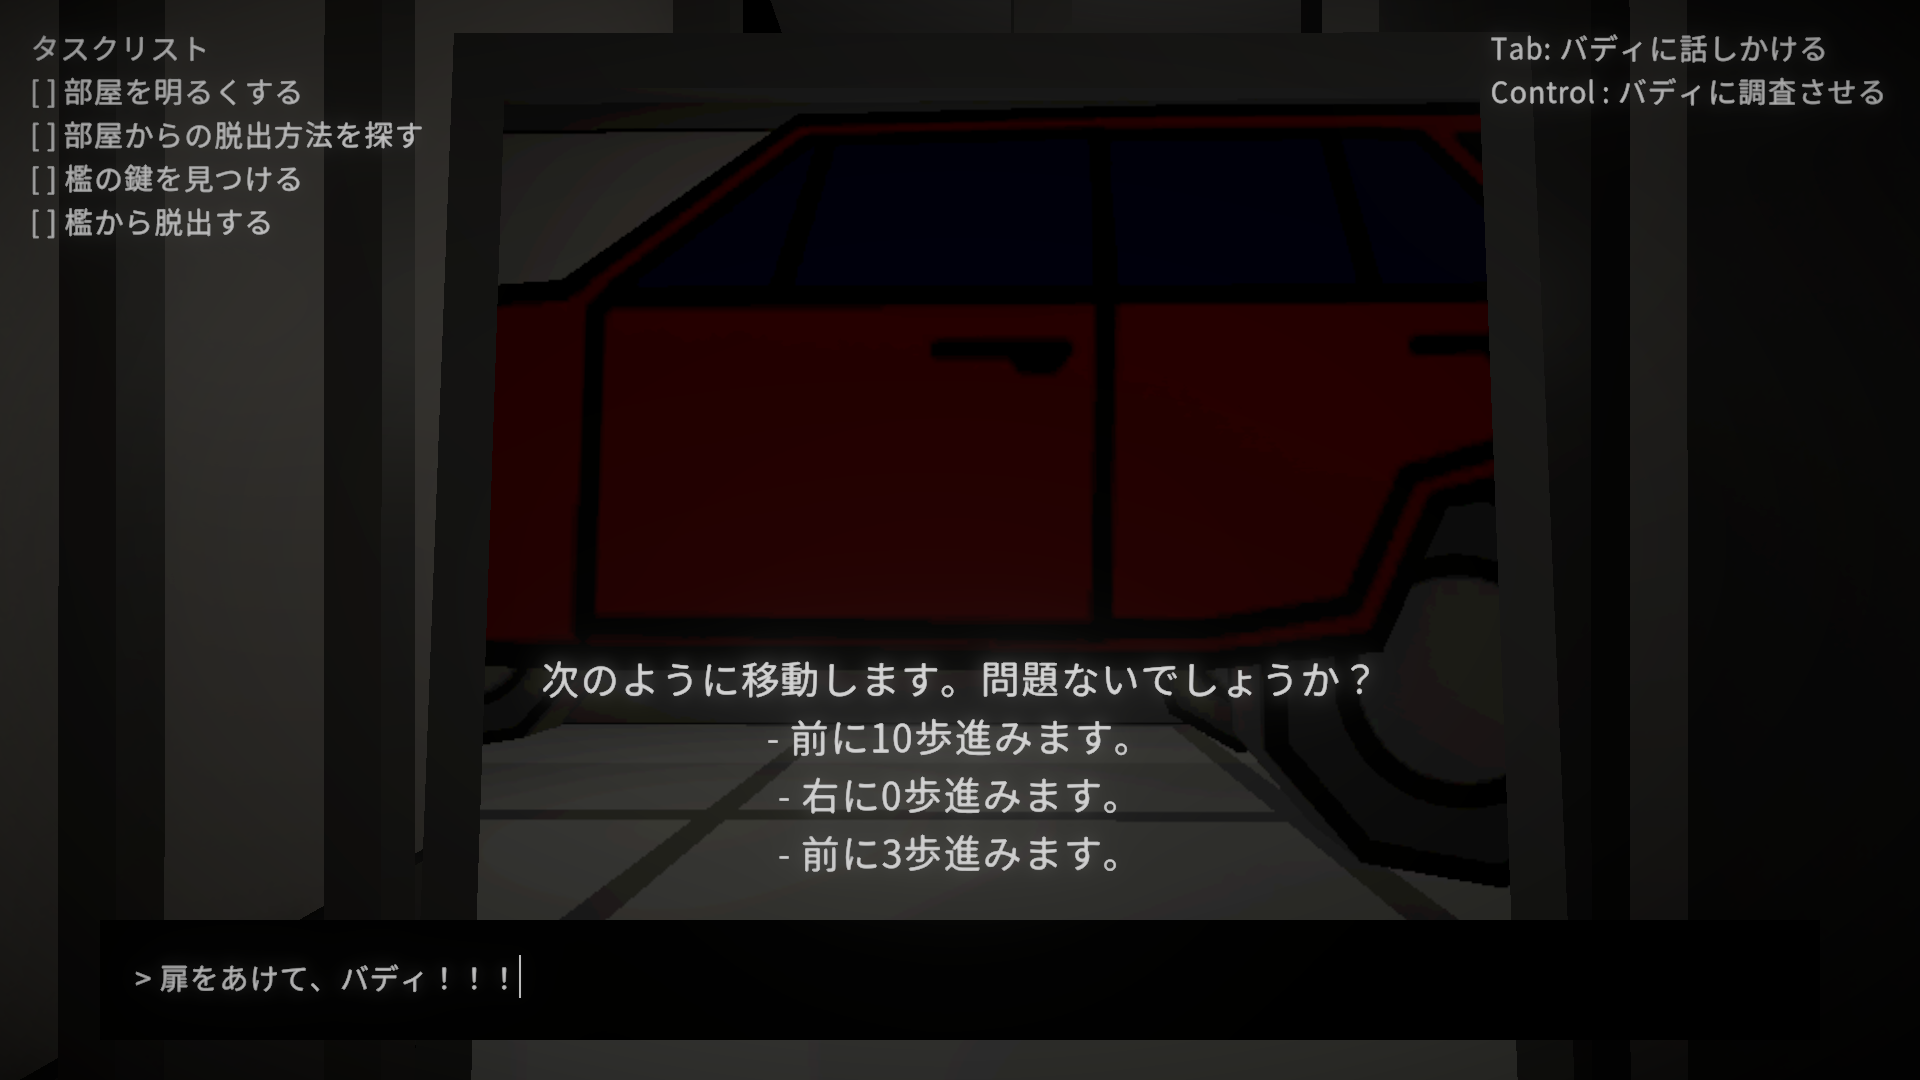 タスクリスト
[ ] 部屋を明るくする
[ ] 部屋からの脱出方法を探す
[ ] 檻の鍵を見つける
[ ] 檻から脱出する
Tab: バディに話しかける
Control : バディに調査させる
次のように移動します。問題ないでしょうか？
- 前に10歩進みます。
- 右に0歩進みます。
- 前に3歩進みます。
> 扉をあけて、バディ！！！